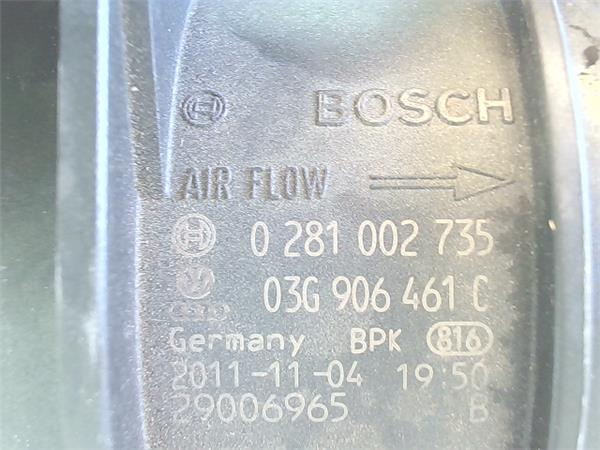 BOSCH
AIR FLOW
0 281 002 735
03G 906 461 C
Germany BPK 816
2011-11-04 19:50
29006965 B